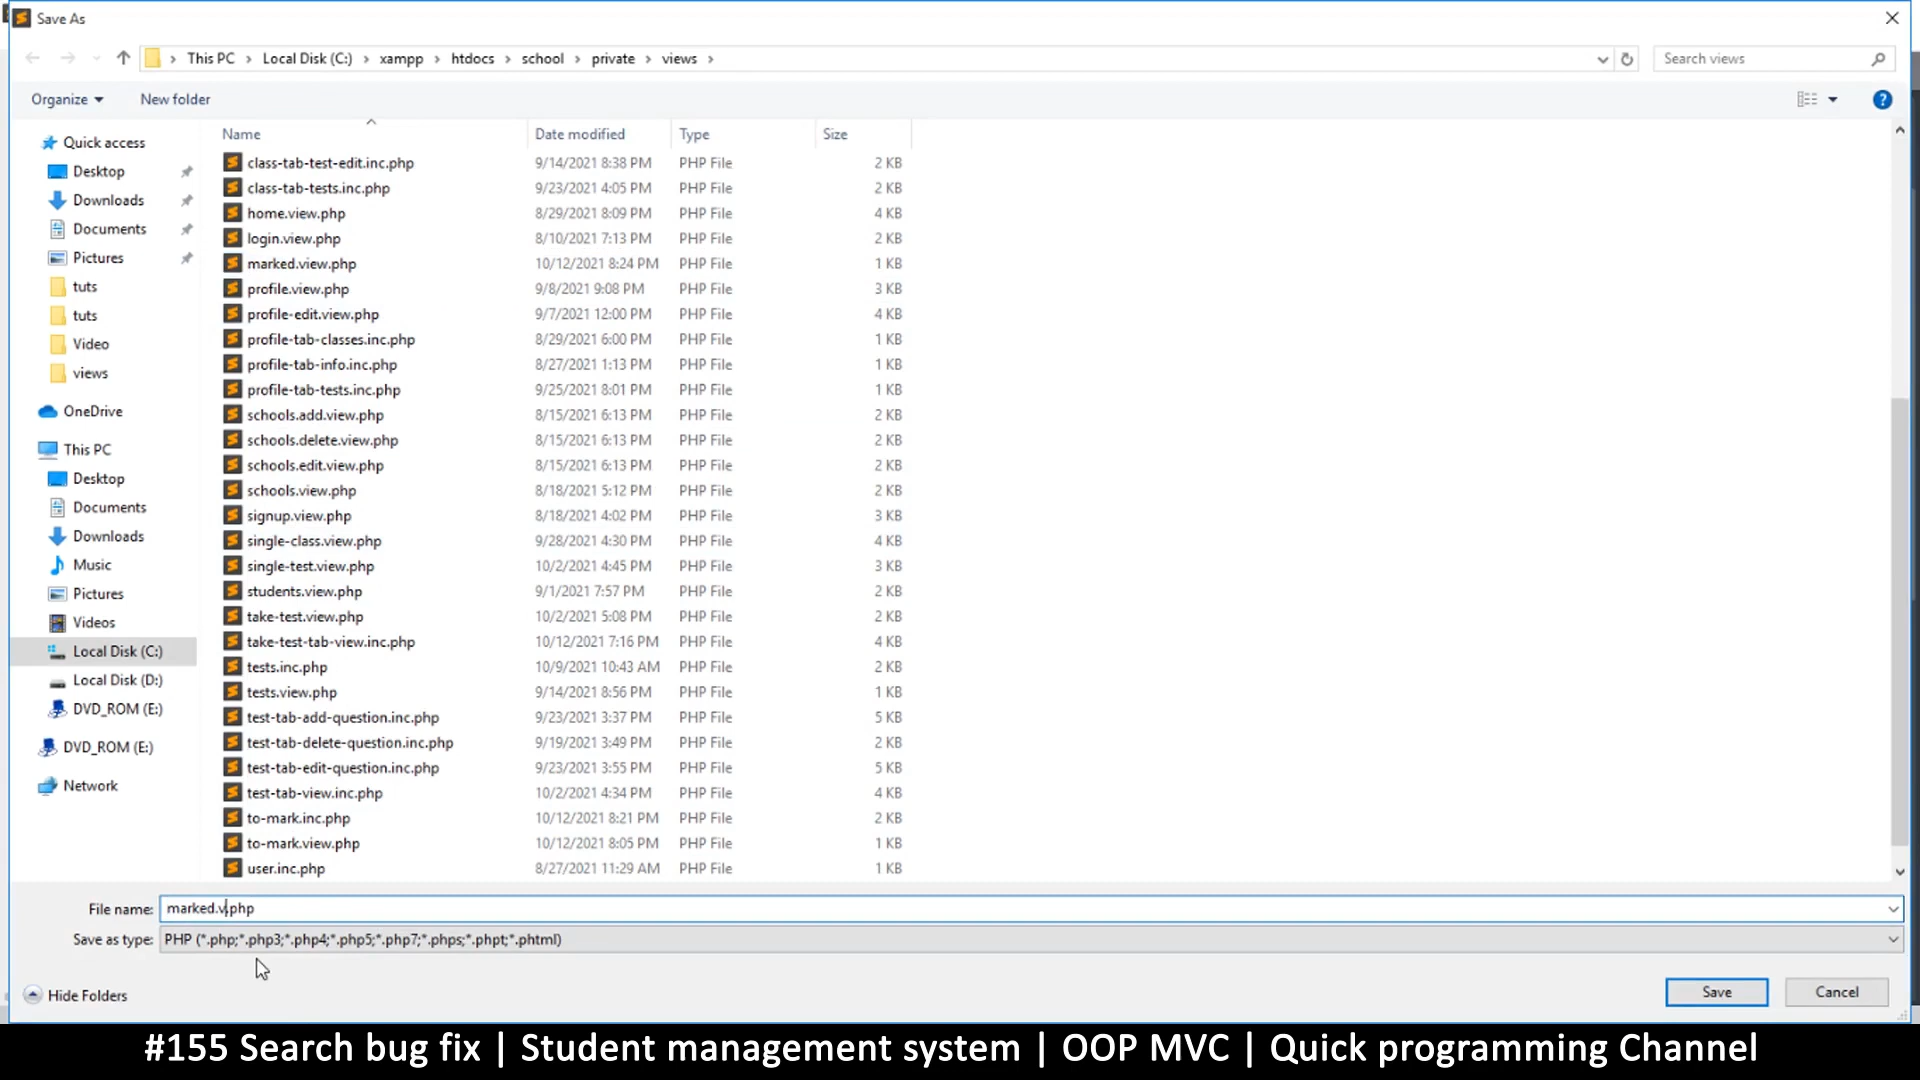 Save As
This PC > Local Disk (C:) > xampp > htdocs > school > private > views >
Search views
Organize
New folder
Name Date modified Type Size
class-tab-test-edit.inc.php 9/14/2021 8:38 PM PHP File 2 KB
class-tab-tests.inc.php 9/23/2021 4:05 PM PHP File 2 KB
home.view.php 8/29/2021 8:09 PM PHP File 4 KB
login.view.php 8/10/2021 7:13 PM PHP File 2 KB
marked.view.php 10/12/2021 8:24 PM PHP File 1 KB
profile.view.php 9/8/2021 9:08 PM PHP File 3 KB
profile-edit.view.php 9/7/2021 12:00 PM PHP File 4 KB
profile-tab-classes.inc.php 8/29/2021 6:00 PM PHP File 1 KB
profile-tab-info.inc.php 8/27/2021 1:13 PM PHP File 1 KB
profile-tab-tests.inc.php 9/25/2021 8:01 PM PHP File 1 KB
schools.add.view.php 8/15/2021 6:13 PM PHP File 2 KB
schools.delete.view.php 8/15/2021 6:13 PM PHP File 2 KB
schools.edit.view.php 8/15/2021 6:13 PM PHP File 2 KB
schools.view.php 8/18/2021 5:12 PM PHP File 2 KB
signup.view.php 8/18/2021 4:02 PM PHP File 3 KB
single-class.view.php 9/28/2021 4:30 PM PHP File 4 KB
single-test.view.php 10/2/2021 4:45 PM PHP File 3 KB
students.view.php 9/1/2021 7:57 PM PHP File 2 KB
take-test.view.php 10/2/2021 5:08 PM PHP File 2 KB
take-test-tab-view.inc.php 10/12/2021 7:16 PM PHP File 4 KB
tests.inc.php 10/9/2021 10:43 AM PHP File 2 KB
tests.view.php 9/14/2021 8:56 PM PHP File 1 KB
test-tab-add-question.inc.php 9/23/2021 3:37 PM PHP File 5 KB
test-tab-delete-question.inc.php 9/19/2021 3:49 PM PHP File 2 KB
test-tab-edit-question.inc.php 9/23/2021 3:55 PM PHP File 5 KB
test-tab-view.inc.php 10/2/2021 4:34 PM PHP File 4 KB
to-mark.inc.php 10/12/2021 8:21 PM PHP File 2 KB
to-mark.view.php 10/12/2021 8:05 PM PHP File 1 KB
user.inc.php 8/27/2021 11:29 AM PHP File 1 KB
Quick access
Desktop
Downloads
Documents
Pictures
tuts
tuts
Video
views
OneDrive
This PC
Desktop
Documents
Downloads
Music
Pictures
Videos
Local Disk (C:)
Local Disk (D:)
DVD_ROM (E:)
DVD_ROM (E:)
Network
File name: marked.v.php
Save as type: PHP (*.php;*.php3;*.php4;*.php5;*.php7;*.phps;*.phpt;*.phtml)
Hide Folders
Save
Cancel
#155 Search bug fix | Student management system | OOP MVC | Quick programming Channel